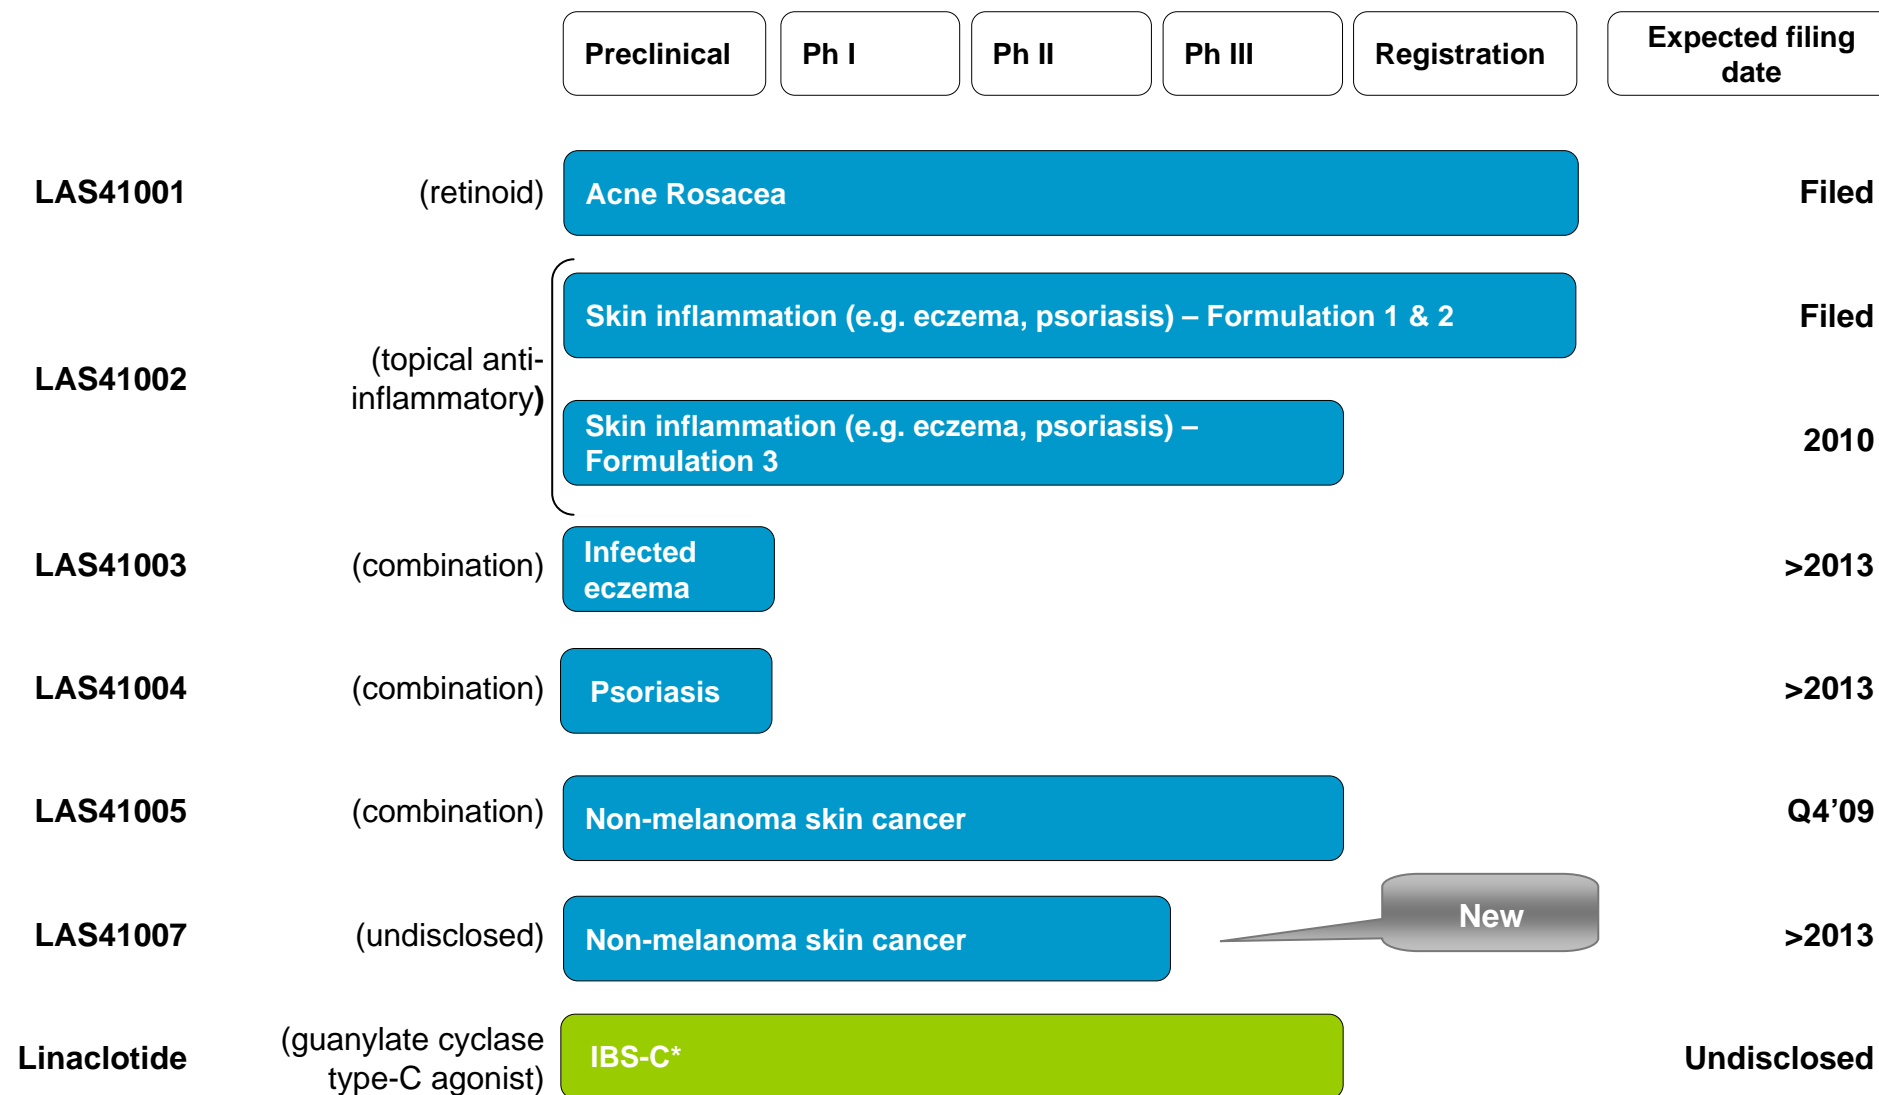 Preclinical
Ph I
Ph II
Ph III
Registration
Expected filing
date
LAS41001
(retinoid)
Acne Rosacea
Filed
LAS41002
(topical anti-
inflammatory)
Skin inflammation (e.g. eczema, psoriasis) – Formulation 1 & 2
Filed
Skin inflammation (e.g. eczema, psoriasis) –
Formulation 3
2010
LAS41003
(combination)
Infected
eczema
>2013
LAS41004
(combination)
Psoriasis
>2013
LAS41005
(combination)
Non-melanoma skin cancer
Q4’09
LAS41007
(undisclosed)
Non-melanoma skin cancer
New
>2013
Linaclotide
(guanylate cyclase
type-C agonist)
IBS-C*
Undisclosed